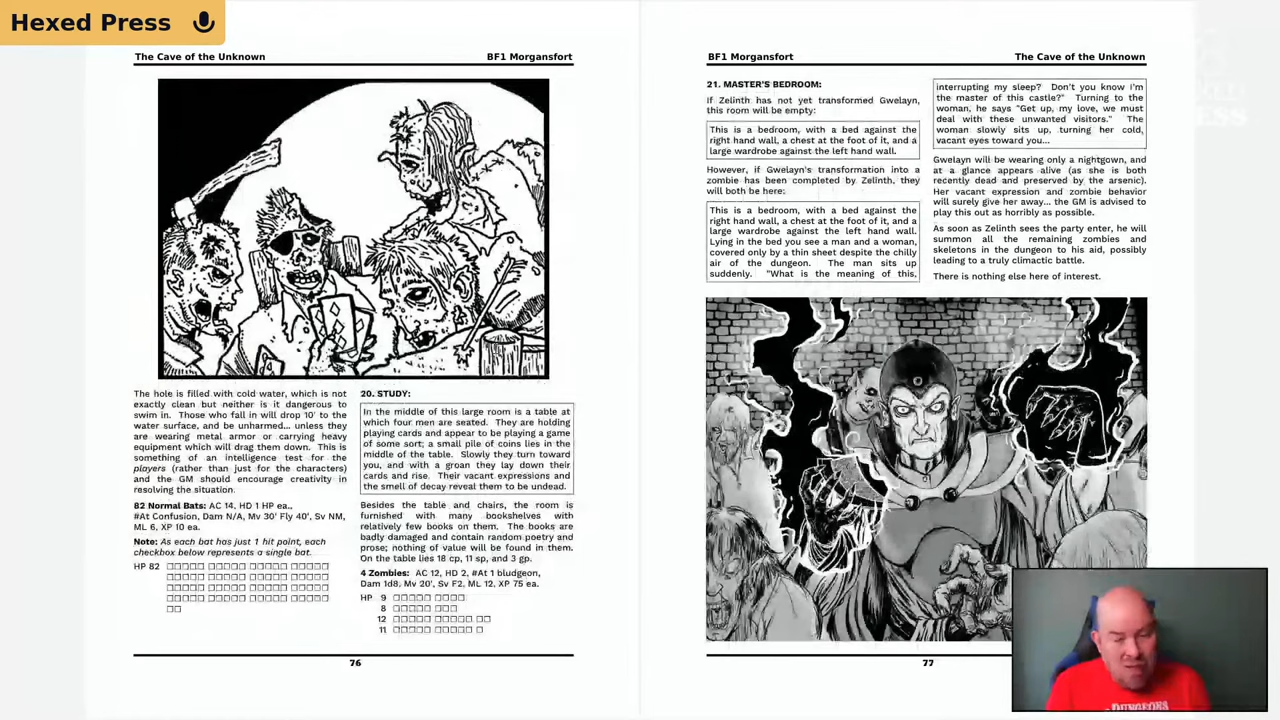 Hexed Press
The Cave of the Unknown
BF1 Morgansfort
The hole is filled with cold water, which is not
exactly clean but neither is it dangerous to
swim in. Those who fall in will drop 10' to the
water surface, and be unharmed... unless they
are wearing metal armor or carrying heavy
equipment which will drag them down. This is
something of an intelligence test for the
players (rather than just for the characters)
and the GM should encourage creativity in
resolving the situation.
82 Normal Bats: AC 14, HD 1 HP ea.,
#At Confusion, Dam N/A, Mv 30' Fly 40', Sv NM,
ML 6, XP 10 ea.
Note: As each bat has just 1 hit point, each
checkbox below represents a single bat.
HP 82
20. STUDY:
In the middle of this large room is a table at
which four men are seated. They are holding
playing cards and appear to be playing a game
of some sort; a small pile of coins lies in the
middle of the table. Slowly they turn toward
you, and with a groan they lay down their
cards and rise. Their vacant expressions and
the smell of decay reveal them to be undead.
Besides the table and chairs, the room is
furnished with many bookshelves with
relatively few books on them. The books are
badly damaged and contain random poetry and
prose; nothing of value will be found in them.
On the table lies 18 cp, 11 sp, and 3 gp.
4 Zombies: AC 12, HD 2, #At 1 bludgeon,
Dam 1d8, Mv 20', Sv F2, ML 12, XP 75 ea.
HP 9
8
12
11
76
BF1 Morgansfort
The Cave of the Unknown
21. MASTER'S BEDROOM:
If Zelinth has not yet transformed Gwelayn,
this room will be empty:
This is a bedroom, with a bed against the
right hand wall, a chest at the foot of it, and a
large wardrobe against the left hand wall.
However, if Gwelayn's transformation into a
zombie has been completed by Zelinth, they
will both be here:
This is a bedroom, with a bed against the
right hand wall, a chest at the foot of it, and a
large wardrobe against the left hand wall.
Lying in the bed you see a man and a woman,
covered only by a thin sheet despite the chilly
air of the dungeon. The man sits up
suddenly. "What is the meaning of this,
interrupting my sleep? Don't you know I'm
the master of this castle?" Turning to the
woman, he says "Get up, my love, we must
deal with these unwanted visitors." The
woman slowly sits up, turning her cold,
vacant eyes toward you...
Gwelayn will be wearing only a nightgown, and
at a glance appears alive (as she is both
recently dead and preserved by the arsenic).
Her vacant expression and zombie behavior
will surely give her away... the GM is advised to
play this out as horribly as possible.
As soon as Zelinth sees the party enter, he will
summon all the remaining zombies and
skeletons in the dungeon to his aid, possibly
leading to a truly climactic battle.
There is nothing else here of interest.
77
DUNGEONS